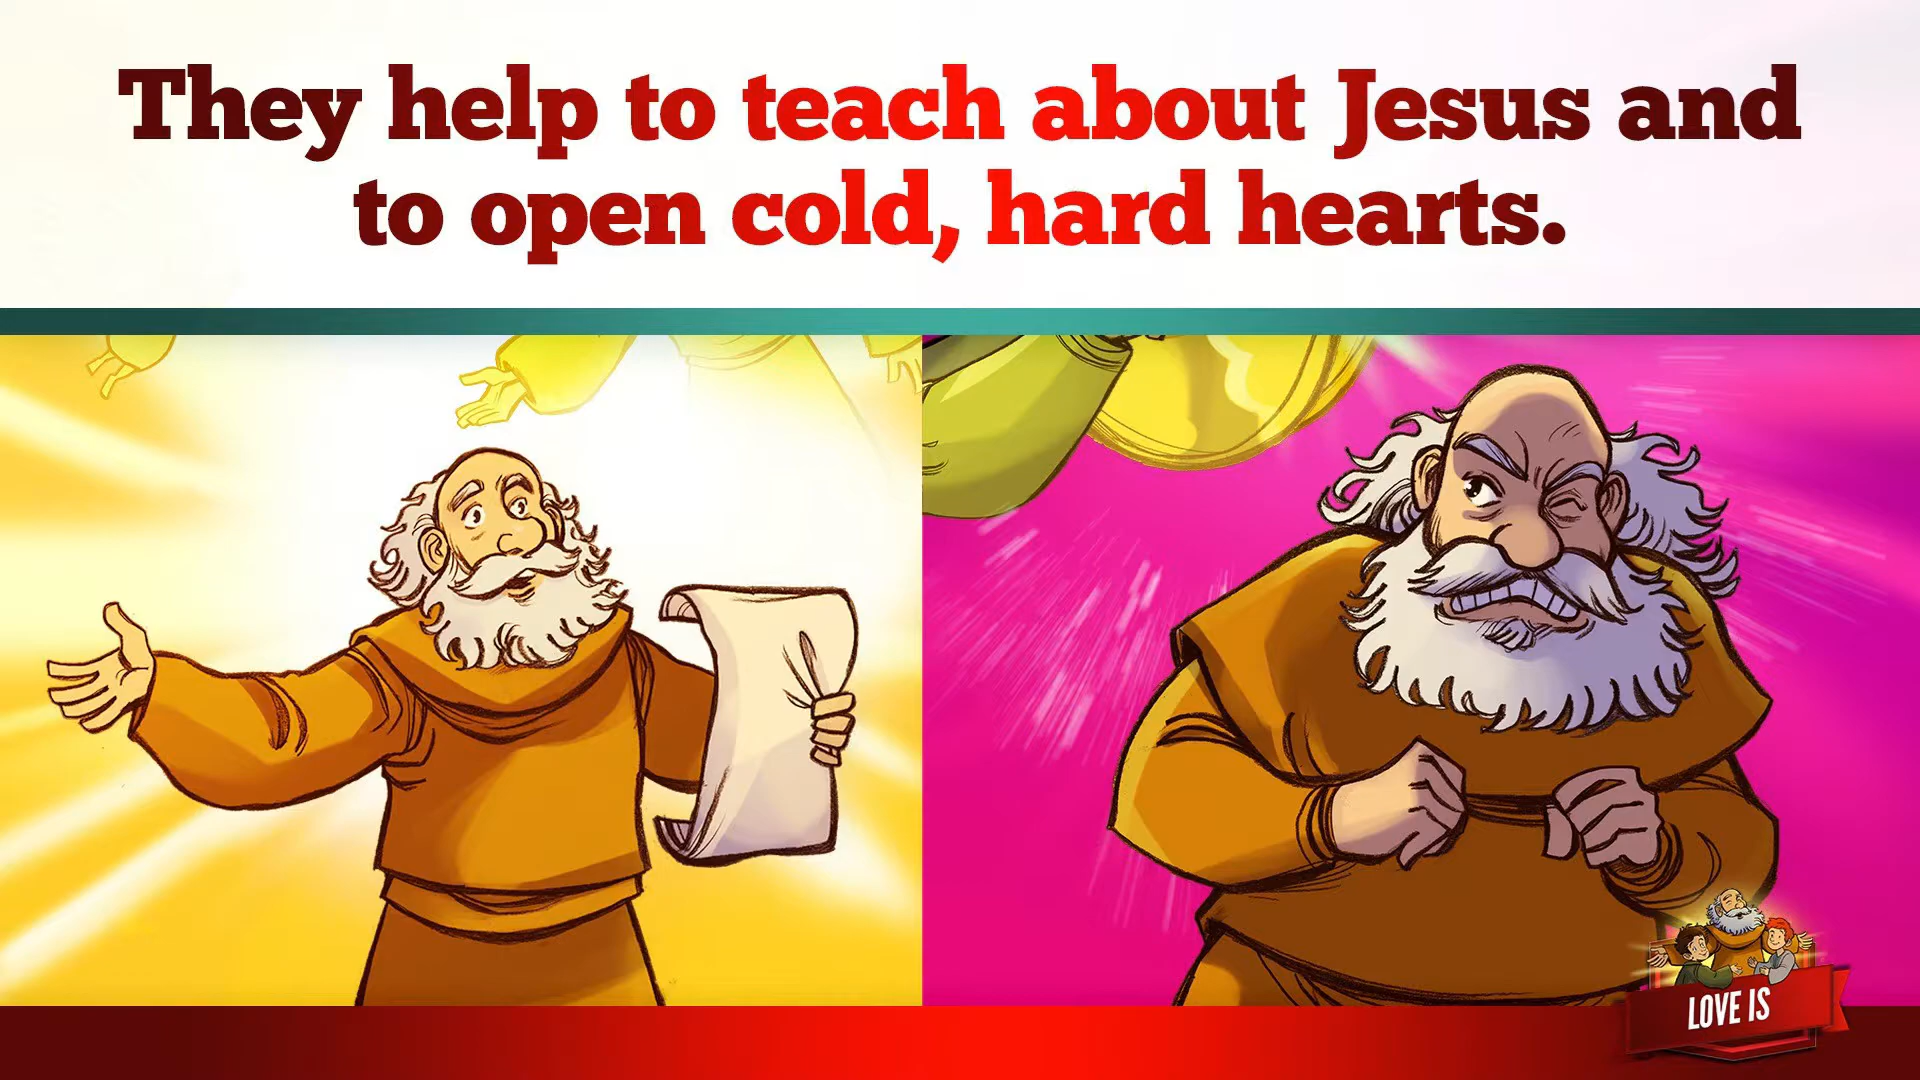 They help to teach about Jesus and
to open cold, hard hearts.
LOVE IS